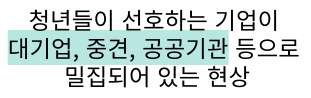 청년들이 선호하는 기업이
대기업, 중견, 공공기관 등으로
밀집되어 있는 현상